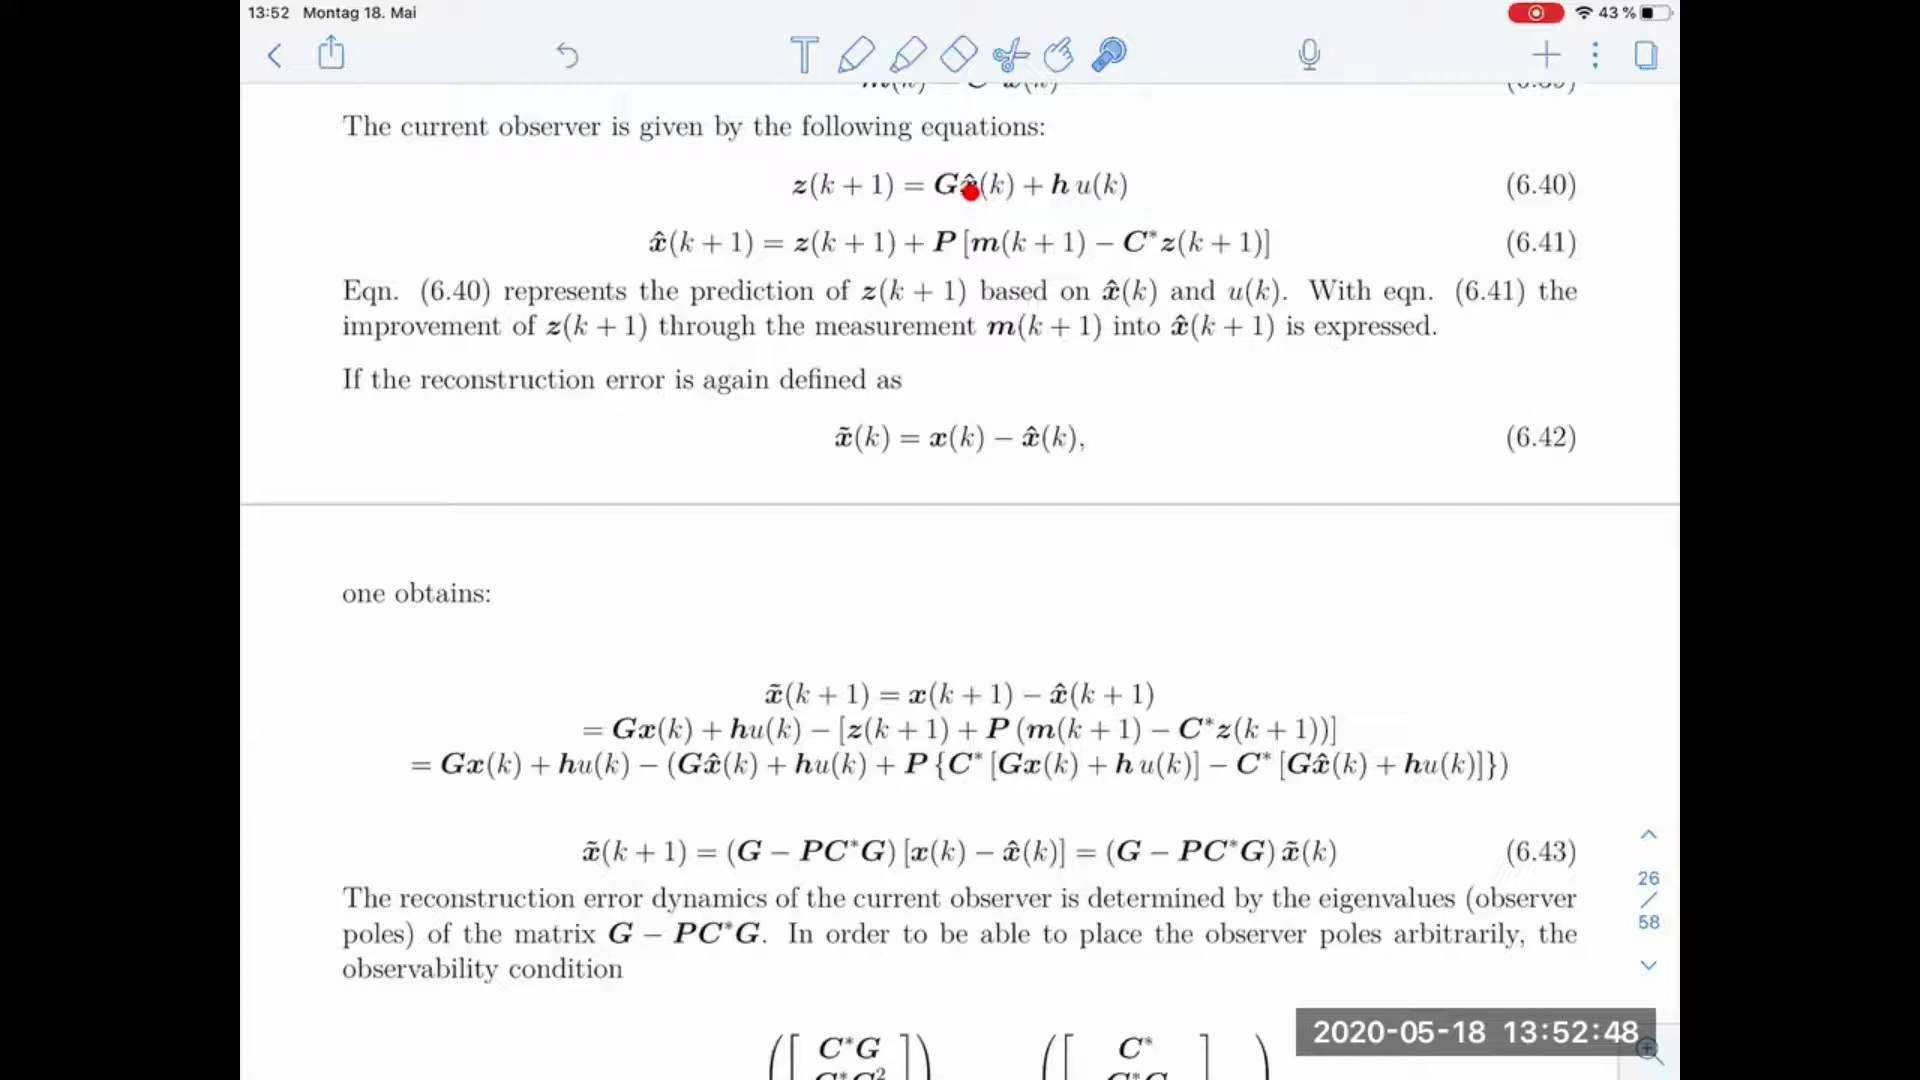 13:52 Montag 18. Mai
43 %
The current observer is given by the following equations:
z(k + 1) = Gx̂(k) + h u(k) (6.40)
x̂(k + 1) = z(k + 1) + P [m(k + 1) − C*z(k + 1)] (6.41)
Eqn. (6.40) represents the prediction of z(k + 1) based on x̂(k) and u(k). With eqn. (6.41) the
improvement of z(k + 1) through the measurement m(k + 1) into x̂(k + 1) is expressed.
If the reconstruction error is again defined as
x̃(k) = x(k) − x̂(k), (6.42)
one obtains:
x̃(k + 1) = x(k + 1) − x̂(k + 1)
= Gx(k) + hu(k) − [z(k + 1) + P (m(k + 1) − C*z(k + 1))]
= Gx(k) + hu(k) − (Gx̂(k) + hu(k) + P {C* [Gx(k) + h u(k)] − C* [Gx̂(k) + hu(k)]})
x̃(k + 1) = (G − PC*G) [x(k) − x̂(k)] = (G − PC*G) x̃(k) (6.43)
The reconstruction error dynamics of the current observer is determined by the eigenvalues (observer
poles) of the matrix G − PC*G. In order to be able to place the observer poles arbitrarily, the
observability condition
26
/
58
C*G C*
2020-05-18 13:52:48